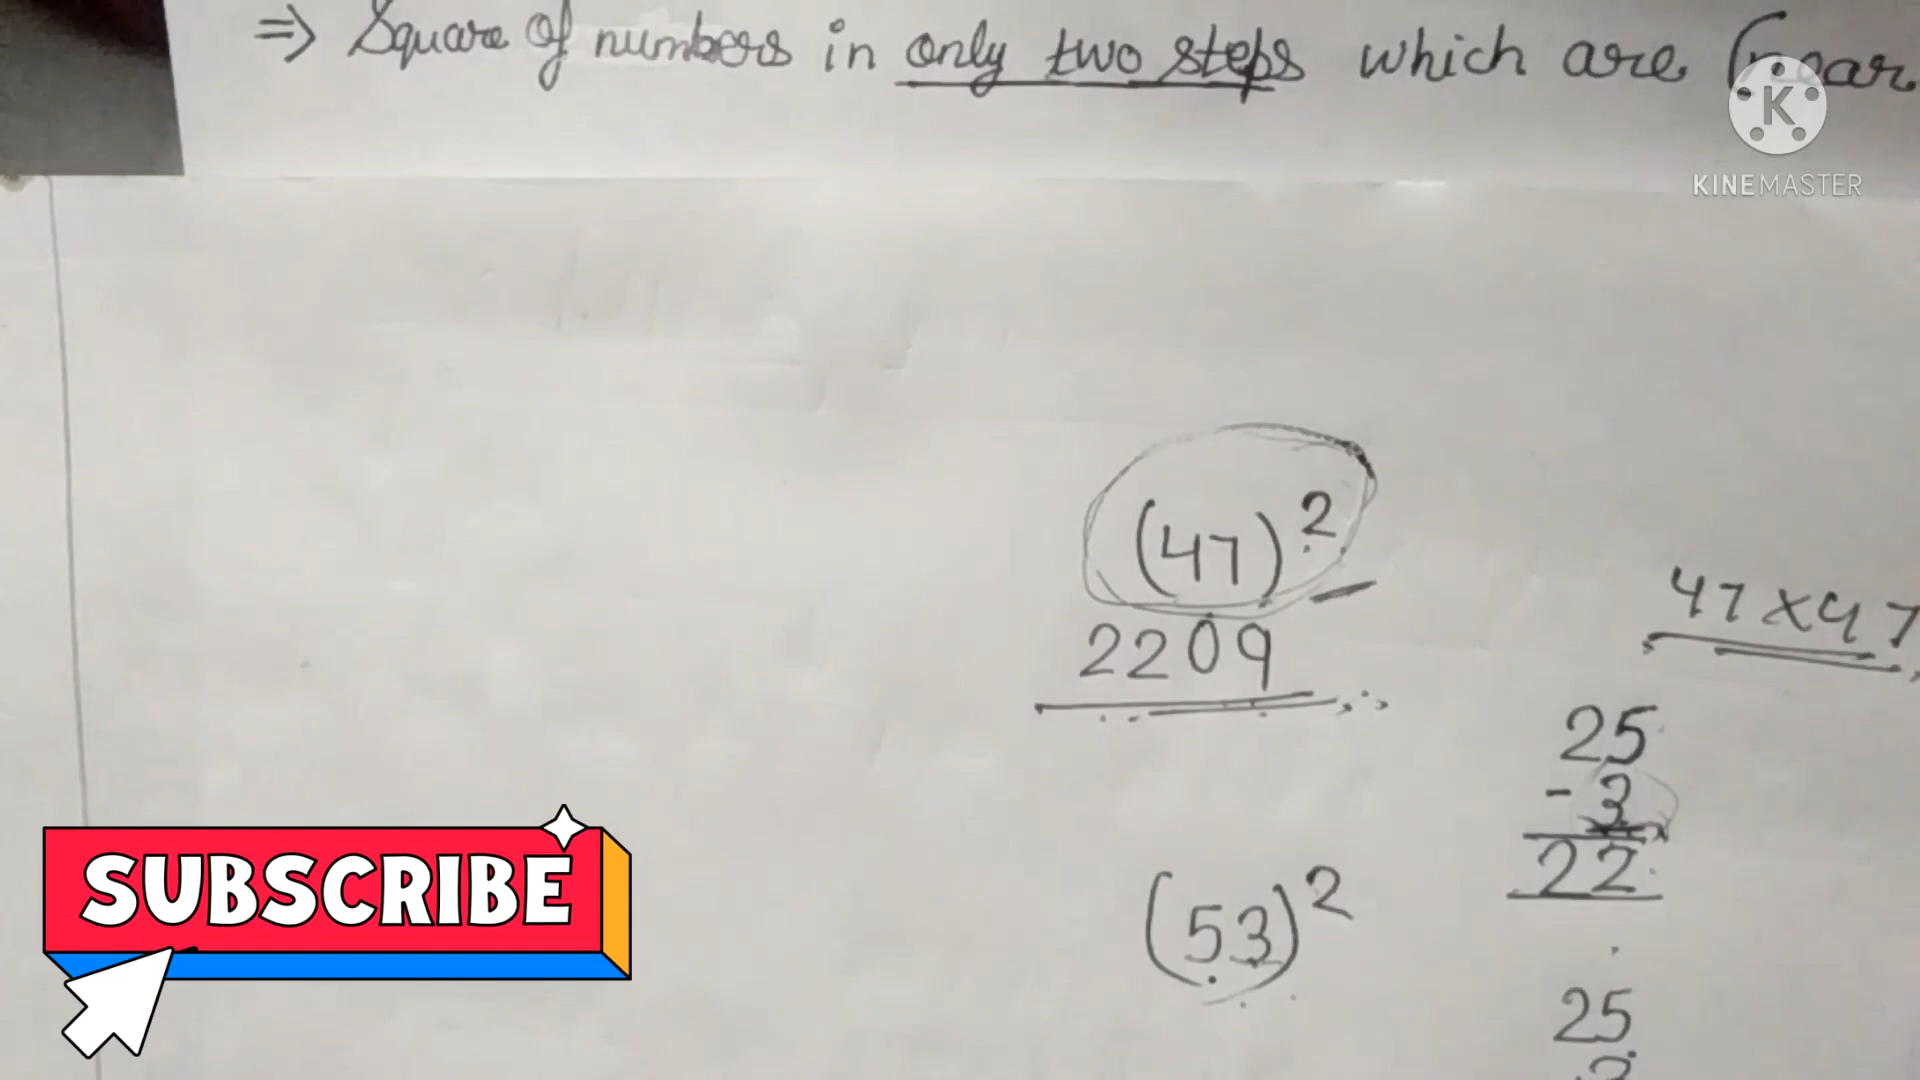 ⇒ Square of numbers in only two steps which are (near
KINEMASTER
(47)²
47×47
2209
25
- 3
22
SUBSCRIBE
(53)²
25